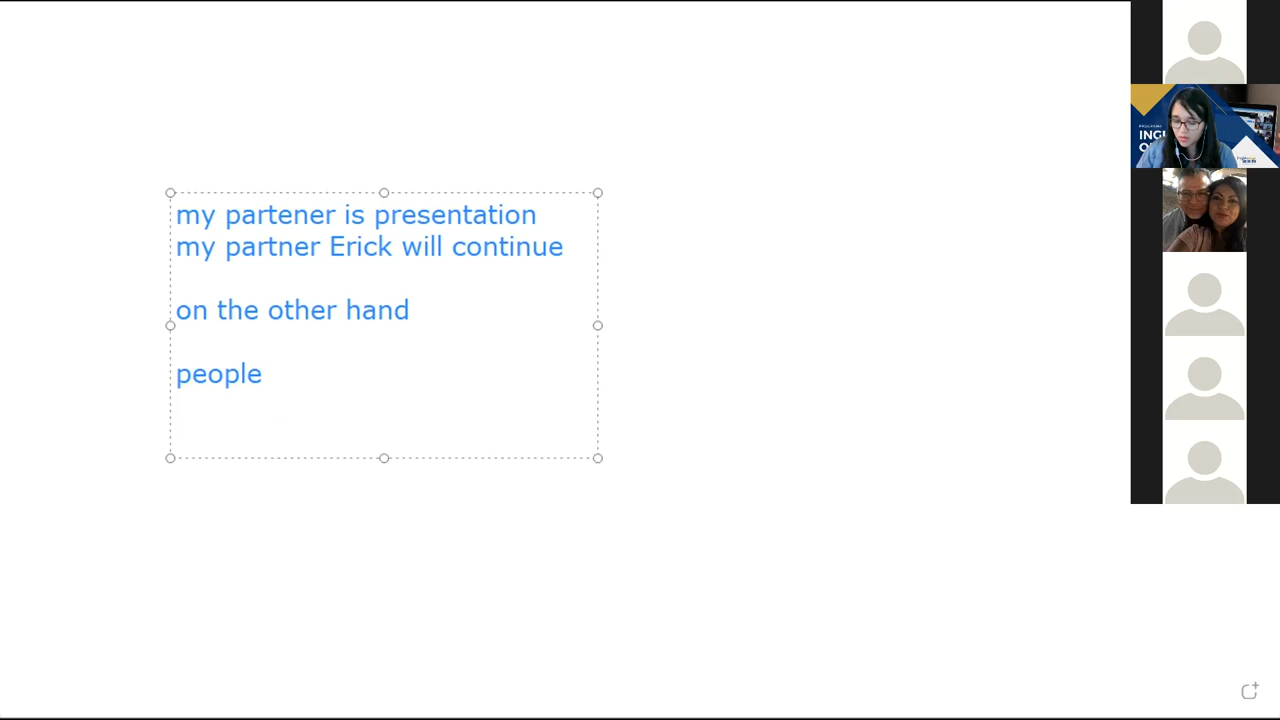 my partener is presentation
my partner Erick will continue
on the other hand
people